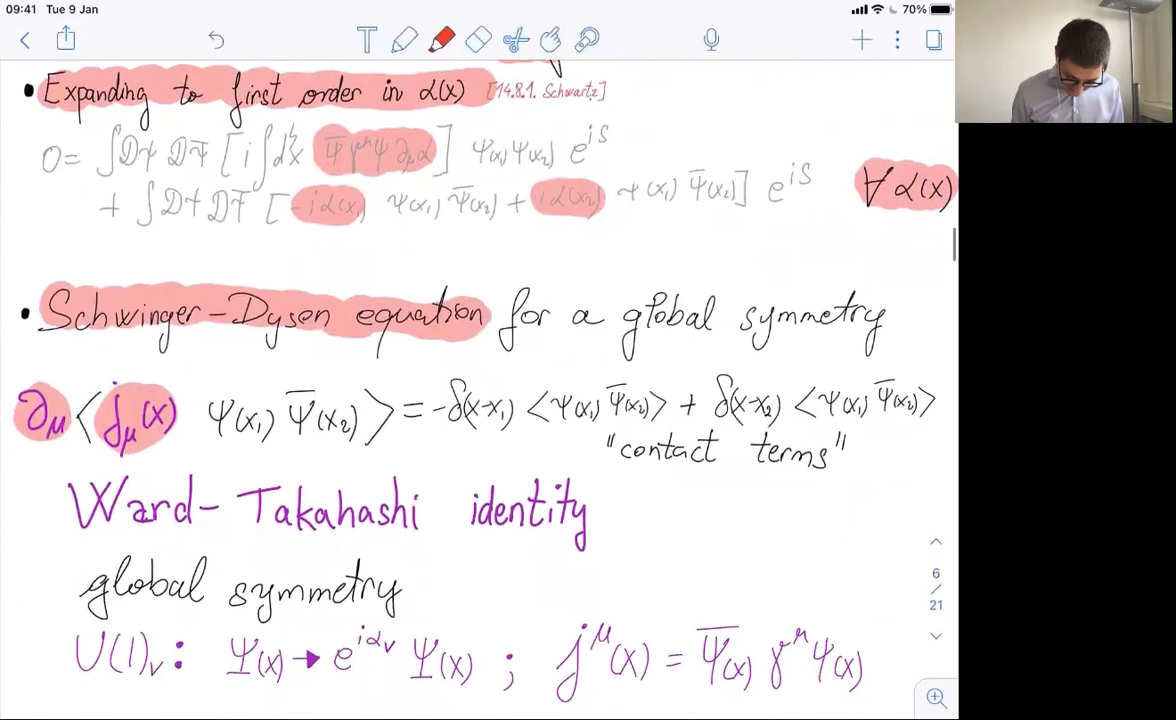 09:41 Tue 9 Jan 70%
• Expanding to first order in α(x) [14.8.1. Schwartz]
0 = ∫Dψ Dψ̄ [i∫d⁴x ψ̄γ^μψ ∂_μα] ψ(x₁) ψ̄(x₂) e^{iS}
+ ∫Dψ Dψ̄ [-iα(x₁) ψ(x₁) ψ̄(x₂) + iα(x₂) ψ(x₁) ψ̄(x₂)] e^{iS} ∀ α(x)
• Schwinger-Dyson equation for a global symmetry
∂_μ <j_μ(x) ψ(x₁) ψ̄(x₂)> = -δ(x-x₁) <ψ(x₁) ψ̄(x₂)> + δ(x-x₂) <ψ(x₁) ψ̄(x₂)>
"contact terms"
Ward-Takahashi identity
global symmetry
U(1)_V : ψ(x) → e^{iα_V} ψ(x) ; j^μ(x) = ψ̄(x) γ^μ ψ(x)
6
/
21